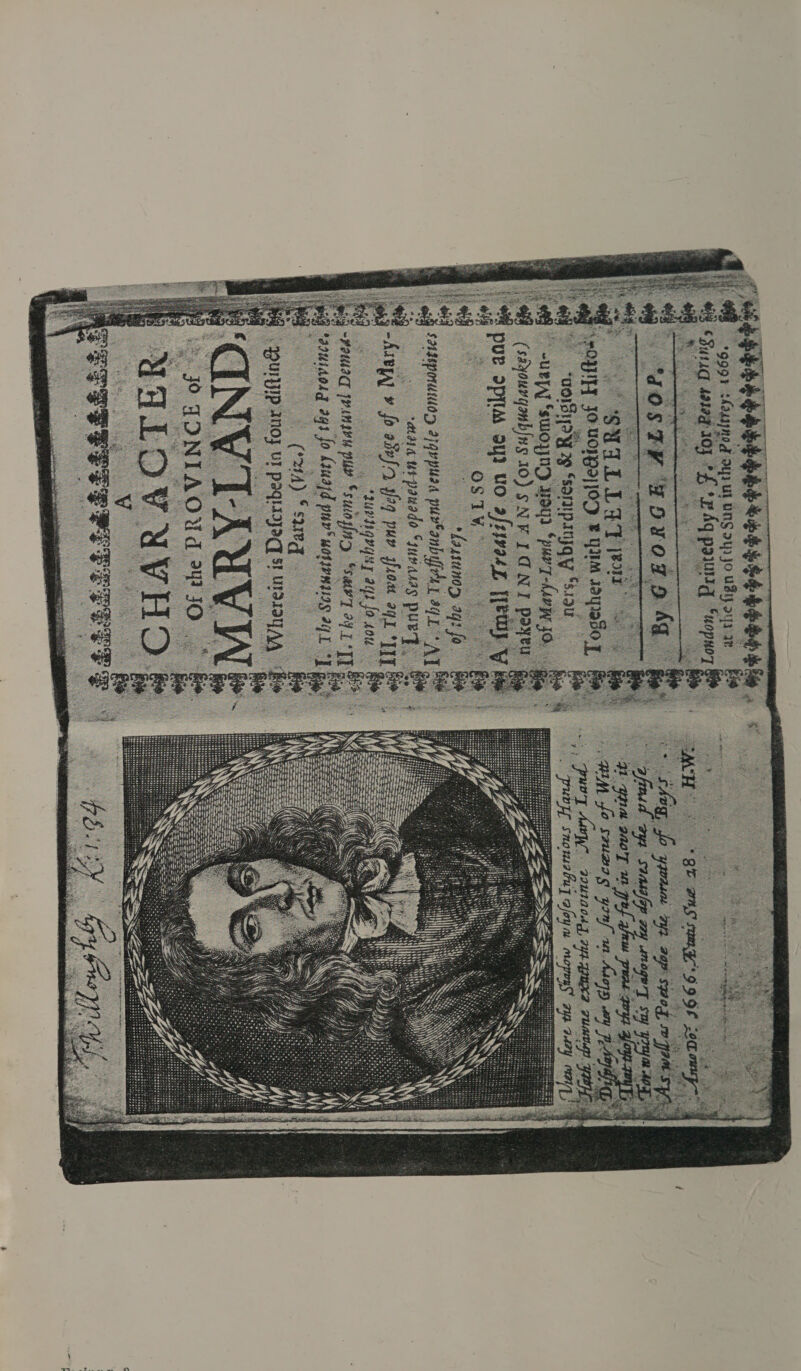 FWilloughby K:1:34
View here the Shadow whose Ingenious Hand
Hath drawne exact the Province Mary Land
Display'd her Glory in such Scænes of Witt
That those that read must fall in Love with it
For which his Labour hee deserves the praise
As well as Poets doe the wreath of Bays.
Anno Do: 1666. Ætatis Suæ 28. H.W.
A
CHARACTER
Of the PROVINCE of
MARY-LAND,
Wherein is Described in four distinct
Parts, (Viz.)
I. The Scituation, and plenty of the Province.
II. The Laws, Customs, and natural Demea-
nor of the Inhabitant.
III. The worst and best Usage of a Mary-
Land Servant, opened in view.
IV. The Traffique, and vendable Commodities
of the Countrey.
ALSO
A small Treatise on the Wilde and
naked INDIANS (or Susquehanokes)
of Mary-Land, their Customs, Man-
ners, Absurdities, & Religion.
Together with a Collection of Histo-
rical LETTERS.
By GEORGE ALSOP.
London, Printed by T. J. for Peter Dring,
at the sign of the Sun in the Poultrey: 1666.